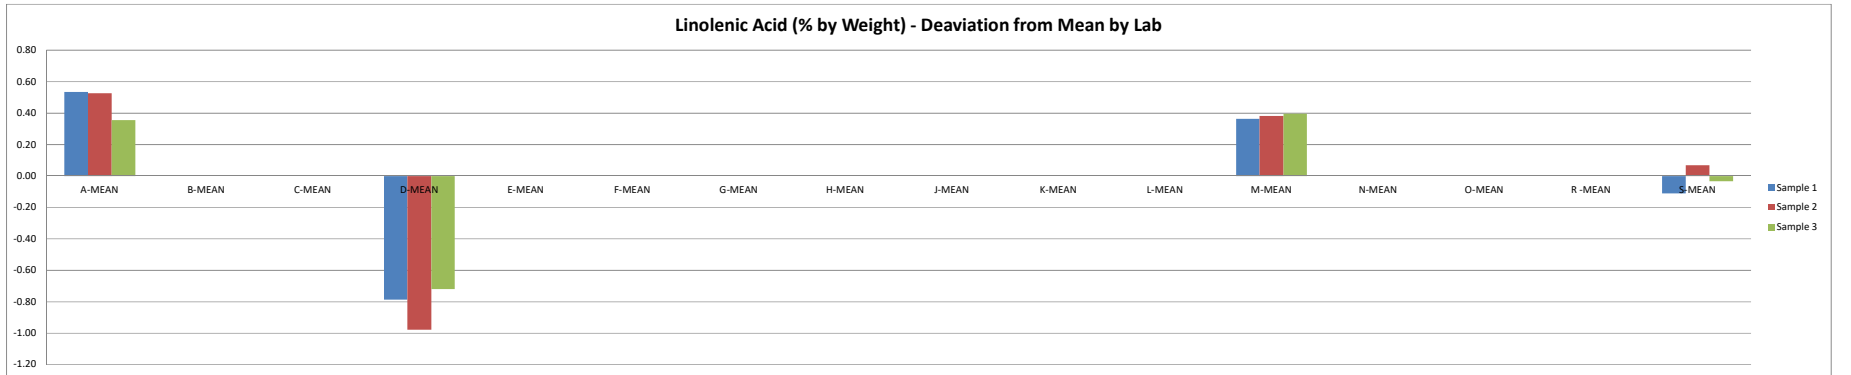 Linolenic Acid (% by Weight) - Deaviation from Mean by Lab
0.80
0.60
0.40
0.20
0.00
A-MEAN B-MEAN C-MEAN D-MEAN E-MEAN F-MEAN G-MEAN H-MEAN J-MEAN K-MEAN L-MEAN M-MEAN N-MEAN O-MEAN R -MEAN S-MEAN
-0.20
-0.40
-0.60
-0.80
-1.00
-1.20
Sample 1
Sample 2
Sample 3